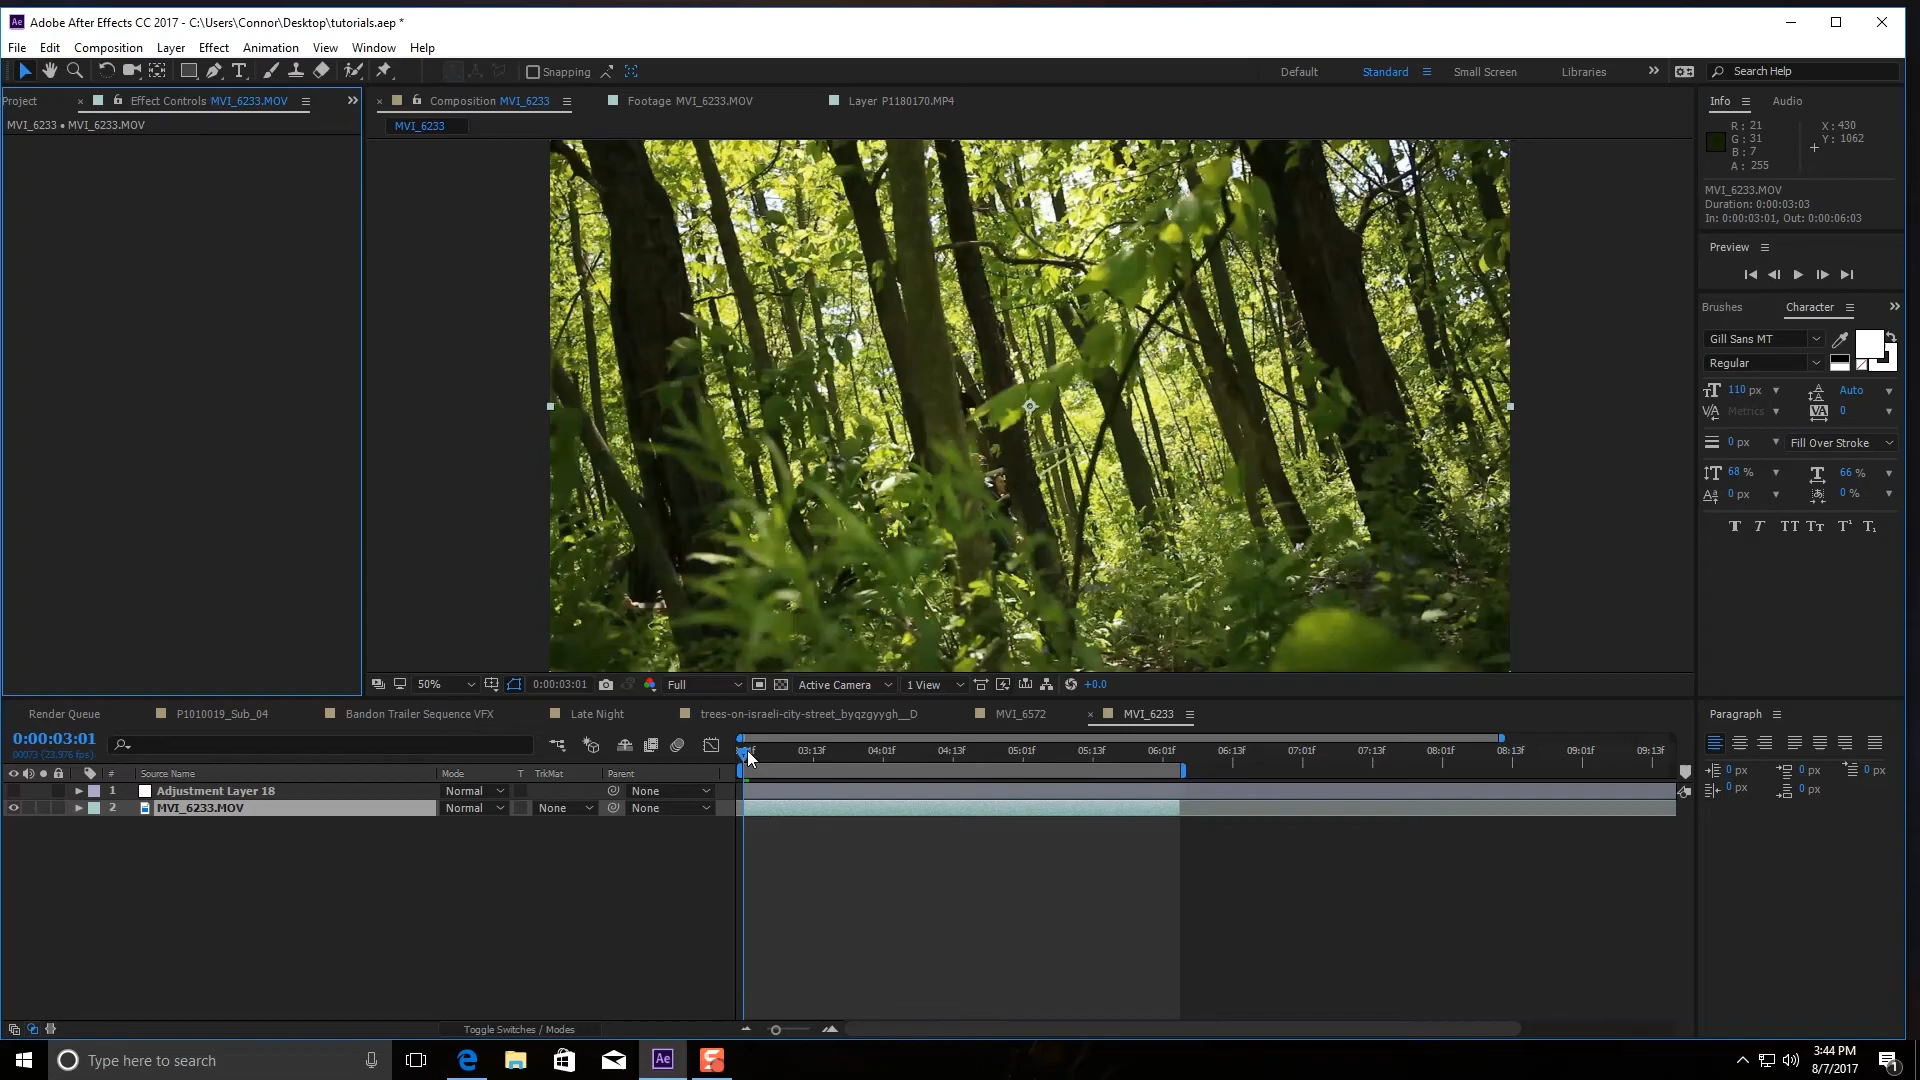 Adobe After Effects CC 2017 - C:\Users\Connor\Desktop\tutorials.aep *
File Edit Composition Layer Effect Animation View Window Help
Snapping
Default Standard Small Screen Libraries
Search Help
Project
Effect Controls MVI_6233.MOV
Composition MVI_6233
Footage MVI_6233.MOV
Layer P1180170.MP4
MVI_6233 • MVI_6233.MOV
MVI_6233
Info Audio
R: 21
G: 31
B: 7
A: 255
X: 430
Y: 1062
MVI_6233.MOV
Duration: 0:00:03:03
In: 0:00:03:01, Out: 0:00:06:03
Preview
Brushes Character
Gill Sans MT
Regular
110 px Auto
Metrics 0
0 px Fill Over Stroke
68 % 66 %
0 px 0 %
T T TT Tт T¹ T₁
50% 0:00:03:01 Full Active Camera 1 View +0.0
Render Queue P1010019_Sub_04 Bandon Trailer Sequence VFX Late Night trees-on-israeli-city-street_byqzgyygh__D MVI_6572 MVI_6233
0:00:03:01
00073 (23.976 fps)
03:13f 04:01f 04:13f 05:01f 05:13f 06:01f 06:13f 07:01f 07:13f 08:01f 08:13f 09:01f 09:13f
# Source Name Mode T TrkMat Parent
1 Adjustment Layer 18 Normal None
2 MVI_6233.MOV Normal None None
Toggle Switches / Modes
Paragraph
0 px 0 px 0 px
0 px 0 px
Type here to search
Ae
3:44 PM
8/7/2017
1